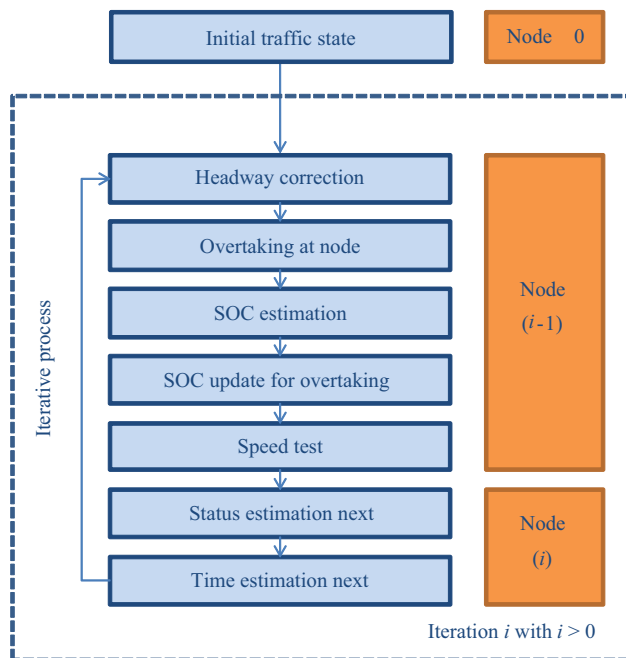 Initial traffic state
Node 0
Headway correction
Overtaking at node
SOC estimation
SOC update for overtaking
Speed test
Status estimation next
Time estimation next
Node
(i-1)
Node
(i)
Iterative process
Iteration i with i > 0